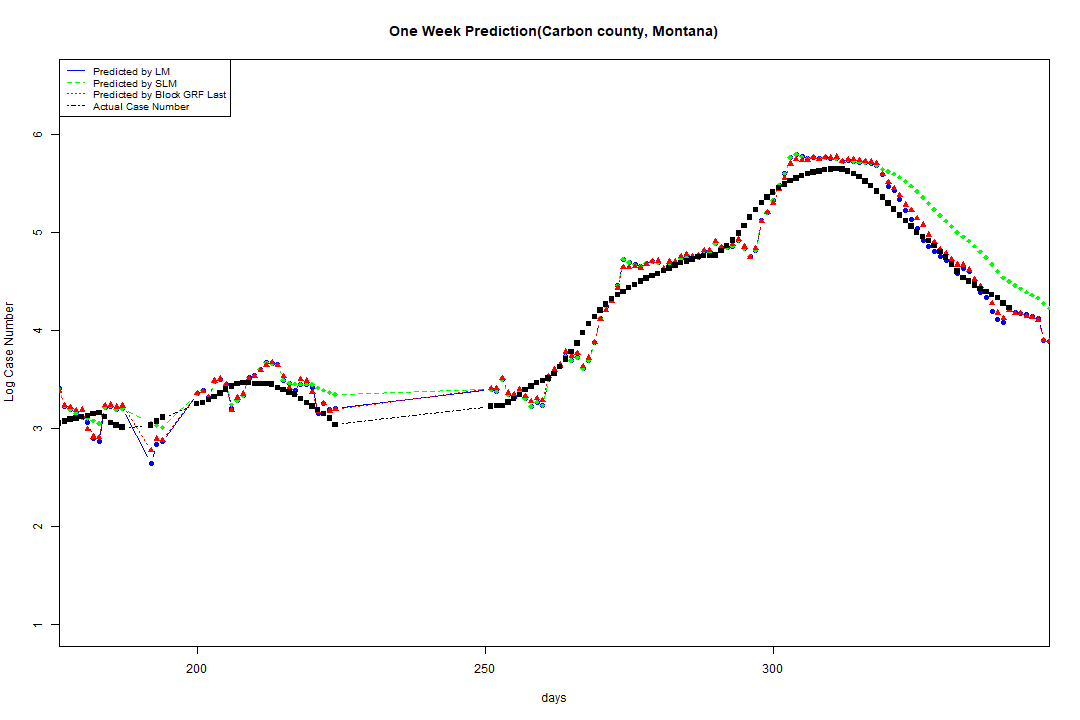 One Week Prediction(Carbon county, Montana)
Predicted by LM
Predicted by SLM
Predicted by Block GRF Last
Actual Case Number
Log Case Number
6
5
4
3
2
1
200 250 300
days